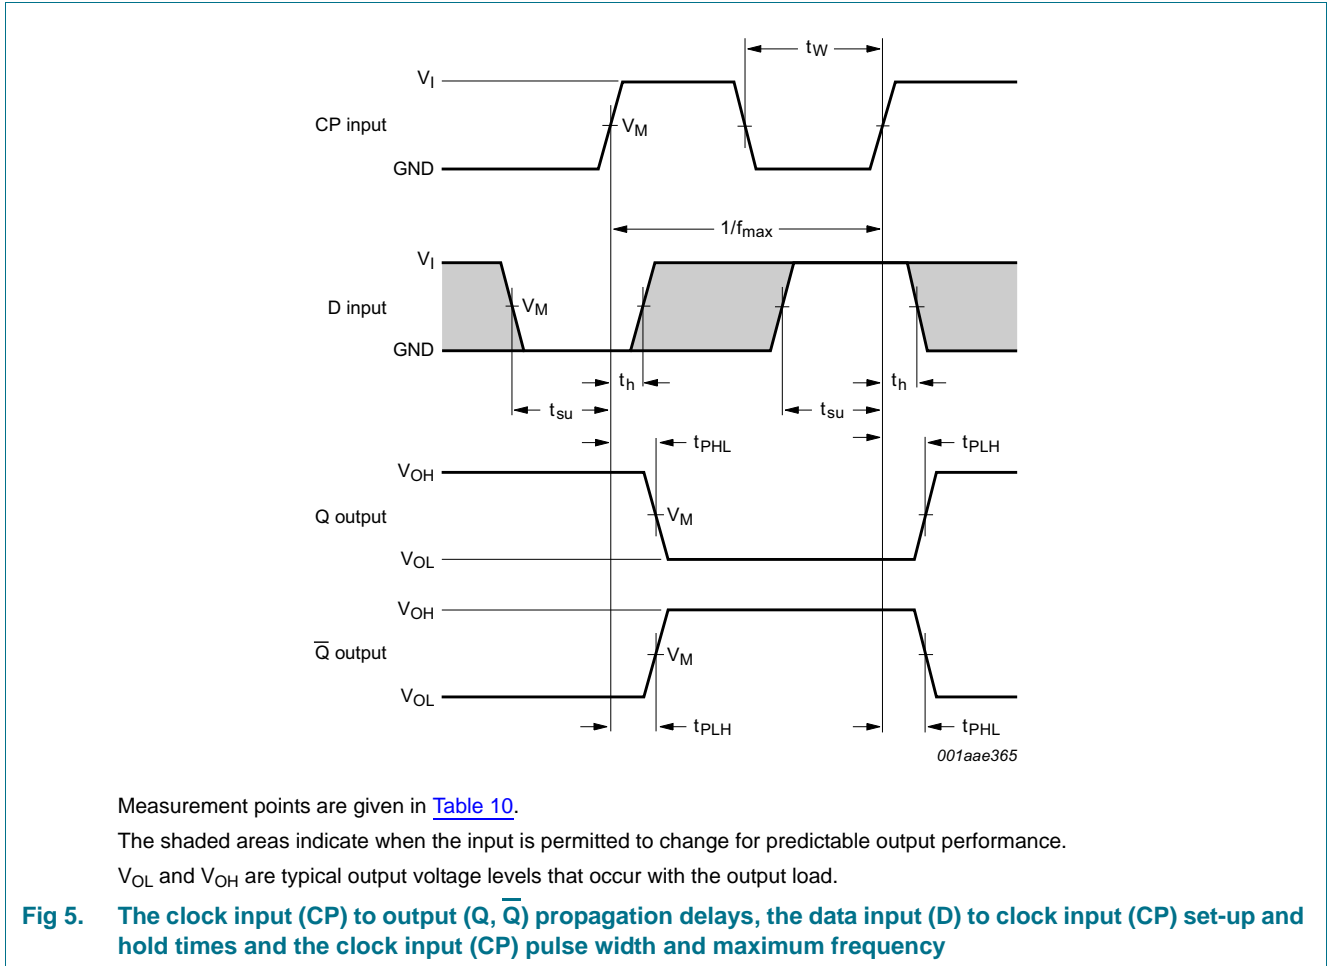 tW
VI
CP input
VM
GND
1/fmax
VI
D input
VM
GND
th
th
tsu
tsu
tPHL
tPLH
VOH
Q output
VM
VOL
VOH
Q̅ output
VM
VOL
tPLH
tPHL
001aae365
Measurement points are given in Table 10.
The shaded areas indicate when the input is permitted to change for predictable output performance.
VOL and VOH are typical output voltage levels that occur with the output load.
Fig 5. The clock input (CP) to output (Q, Q̅) propagation delays, the data input (D) to clock input (CP) set-up and
hold times and the clock input (CP) pulse width and maximum frequency